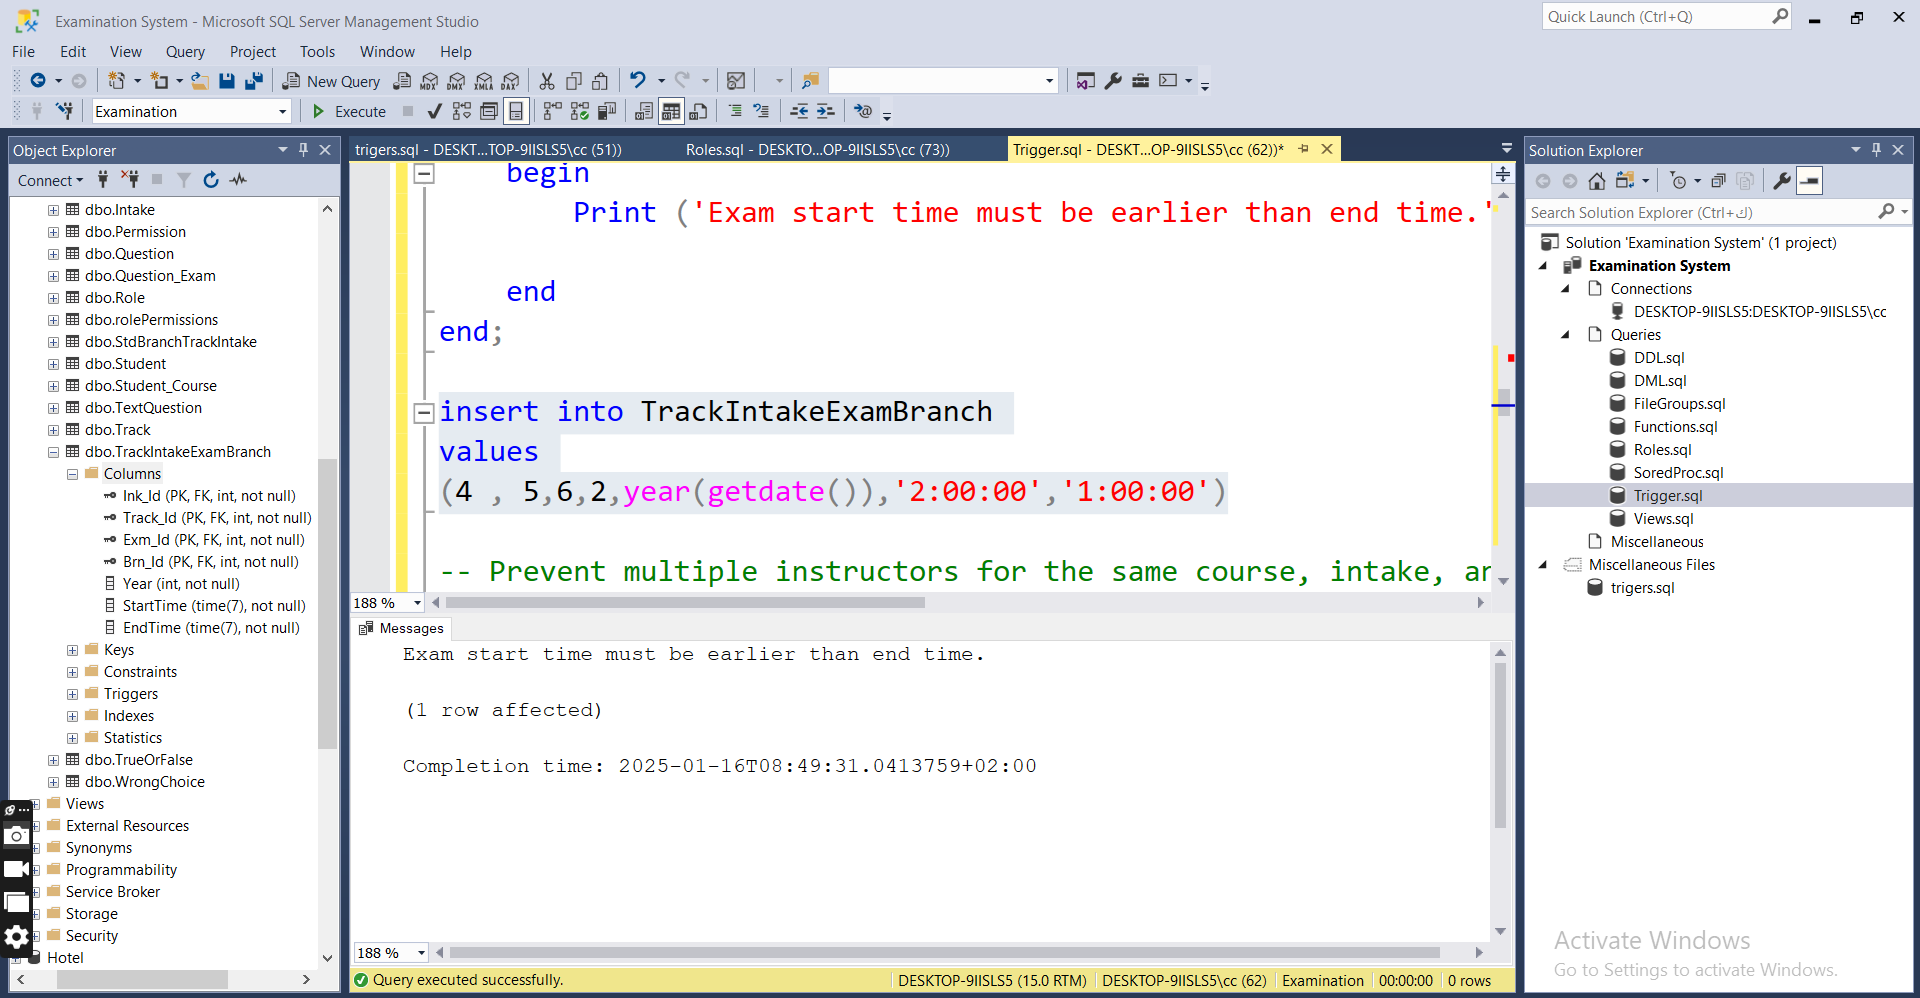 Examination System - Microsoft SQL Server Management Studio
Quick Launch (Ctrl+Q)
File Edit View Query Project Tools Window Help
New Query MDX DMX XMLA DAX
Examination Execute
Object Explorer
Connect
dbo.Intake
dbo.Permission
dbo.Question
dbo.Question_Exam
dbo.Role
dbo.rolePermissions
dbo.StdBranchTrackIntake
dbo.Student
dbo.Student_Course
dbo.TextQuestion
dbo.Track
dbo.TrackIntakeExamBranch
Columns
Ink_Id (PK, FK, int, not null)
Track_Id (PK, FK, int, not null)
Exm_Id (PK, FK, int, not null)
Brn_Id (PK, FK, int, not null)
Year (int, not null)
StartTime (time(7), not null)
EndTime (time(7), not null)
Keys
Constraints
Triggers
Indexes
Statistics
dbo.TrueOrFalse
dbo.WrongChoice
Views
External Resources
Synonyms
Programmability
Service Broker
Storage
Security
Hotel
trigers.sql - DESKT...TOP-9IISLS5\cc (51))
Roles.sql - DESKTO...OP-9IISLS5\cc (73))
Trigger.sql - DESKT...OP-9IISLS5\cc (62))*
begin
Print ('Exam start time must be earlier than end time.'
end
end;
insert into TrackIntakeExamBranch
values
(4 , 5,6,2,year(getdate()),'2:00:00','1:00:00')
-- Prevent multiple instructors for the same course, intake, an
188 %
Messages
Exam start time must be earlier than end time.
(1 row affected)
Completion time: 2025-01-16T08:49:31.0413759+02:00
188 %
Query executed successfully.
DESKTOP-9IISLS5 (15.0 RTM) DESKTOP-9IISLS5\cc (62) Examination 00:00:00 0 rows
Solution Explorer
Search Solution Explorer (Ctrl+ك)
Solution 'Examination System' (1 project)
Examination System
Connections
DESKTOP-9IISLS5:DESKTOP-9IISLS5\cc
Queries
DDL.sql
DML.sql
FileGroups.sql
Functions.sql
Roles.sql
SoredProc.sql
Trigger.sql
Views.sql
Miscellaneous
Miscellaneous Files
trigers.sql
Activate Windows
Go to Settings to activate Windows.